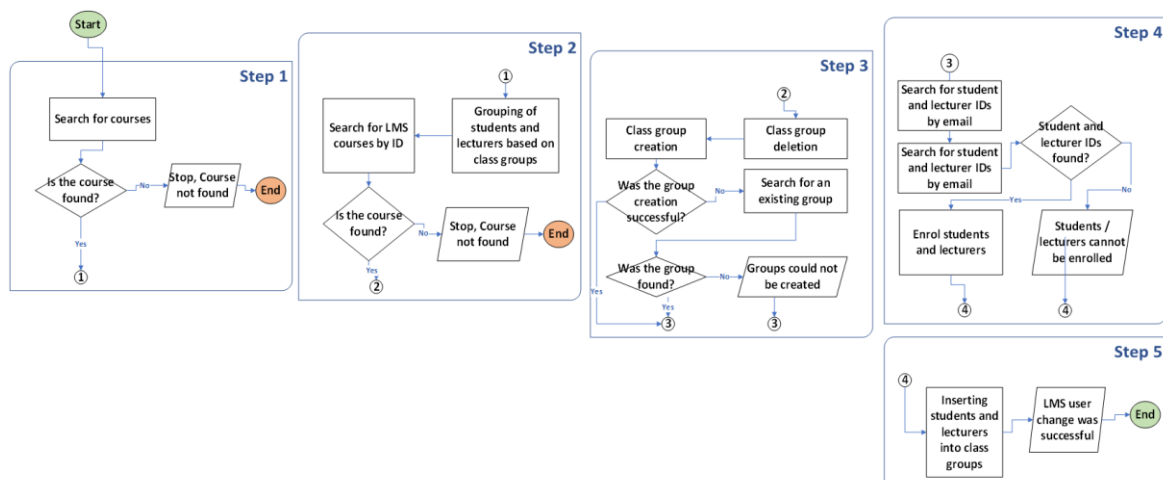 Start
Step 1
Search for courses
Is the course
found?
No
Stop, Course
not found
End
Yes
1
Step 2
1
Grouping of
students and
lecturers based on
class groups
Search for LMS
courses by ID
Is the course
found?
No
Stop, Course
not found
End
Yes
2
Step 3
2
Class group
deletion
Class group
creation
Was the group
creation
successful?
No
Search for an
existing group
Was the group
found?
No
Groups could not
be created
Yes
Yes
3
3
Step 4
3
Search for student
and lecturer IDs
by email
Search for student
and lecturer IDs
by email
Student and
lecturer IDs
found?
Yes
No
Enrol students
and lecturers
Students /
lecturers cannot
be enrolled
4
4
Step 5
4
Inserting
students and
lecturers
into class
groups
LMS user
change was
successful
End